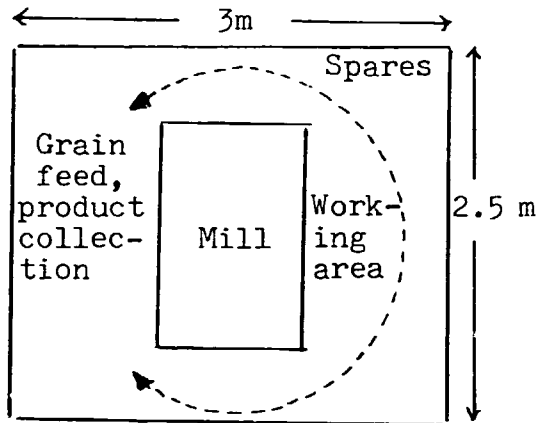 3m
Spares
Grain
feed,
product
collec-
tion
Mill
Work-
ing
area
2.5 m